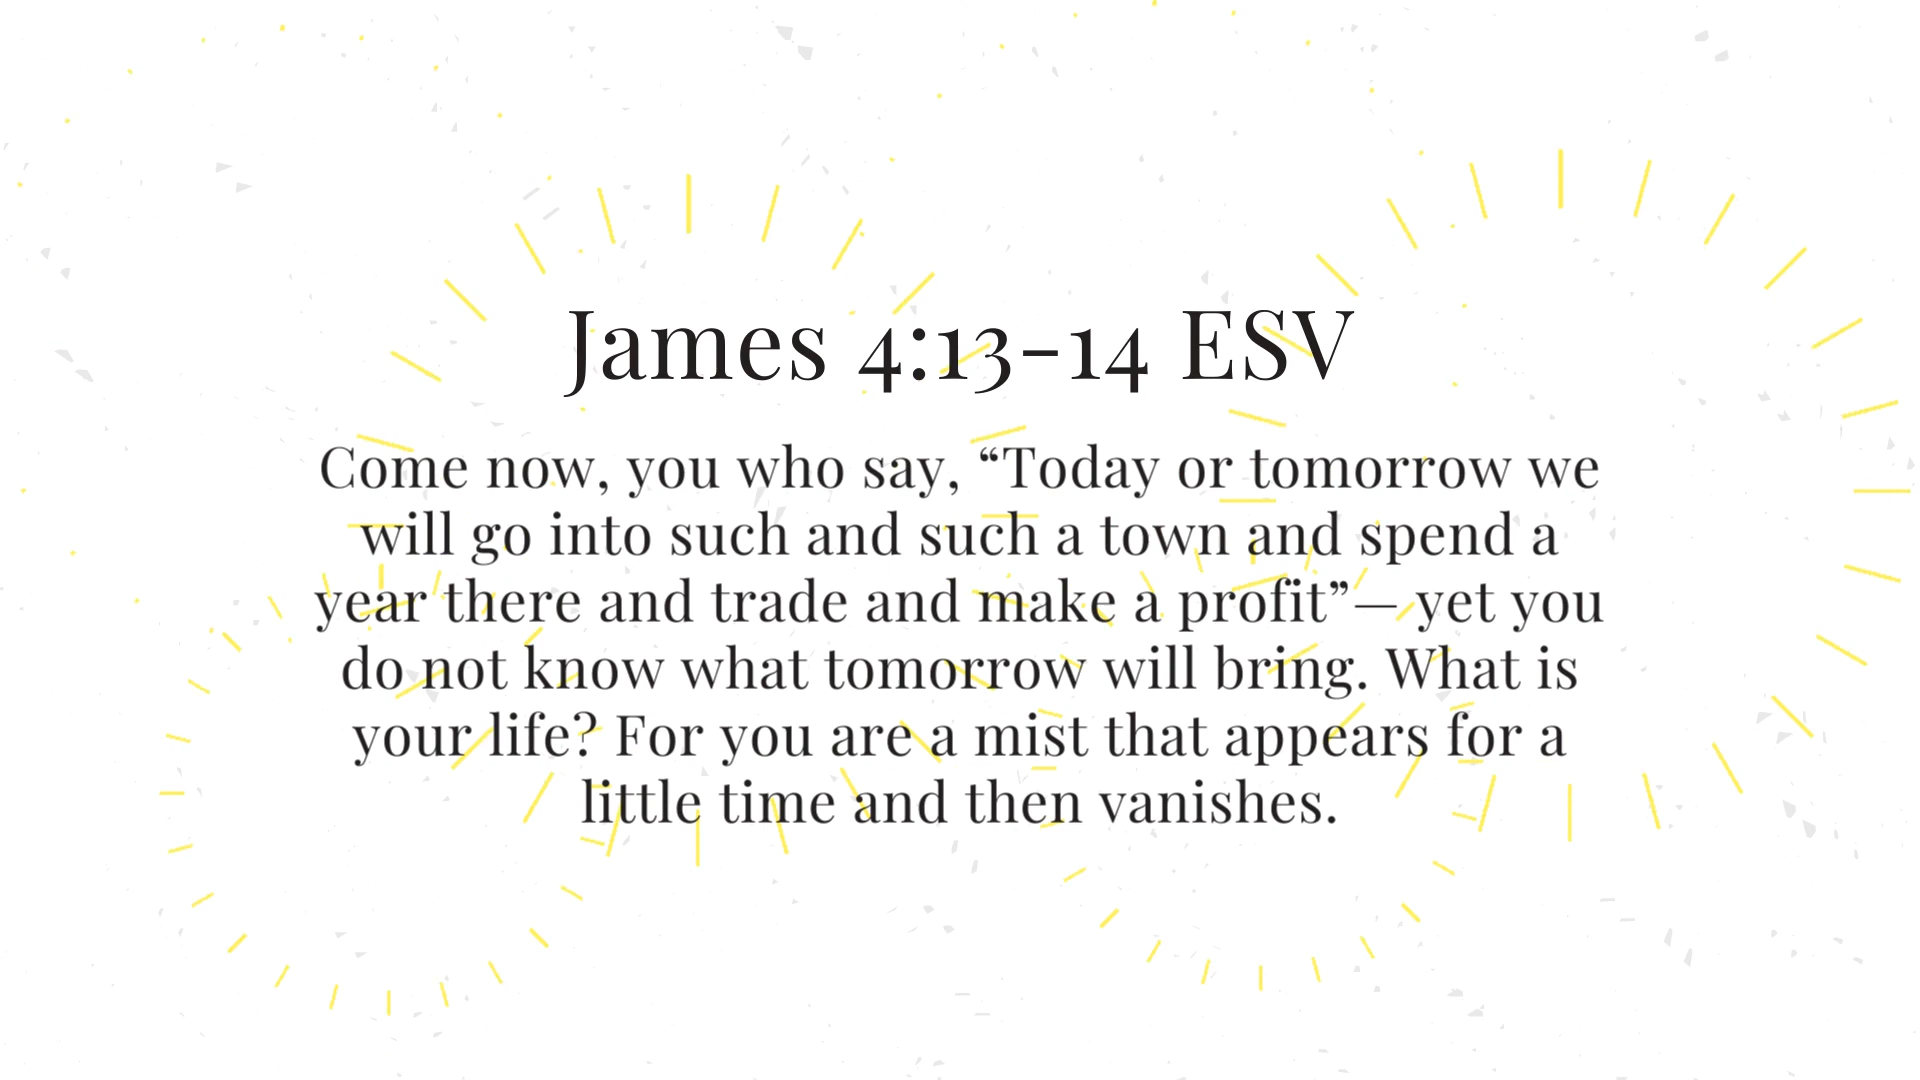 James 4:13-14 ESV
Come now, you who say, “Today or tomorrow we
will go into such and such a town and spend a
year there and trade and make a profit”— yet you
do not know what tomorrow will bring. What is
your life? For you are a mist that appears for a
little time and then vanishes.